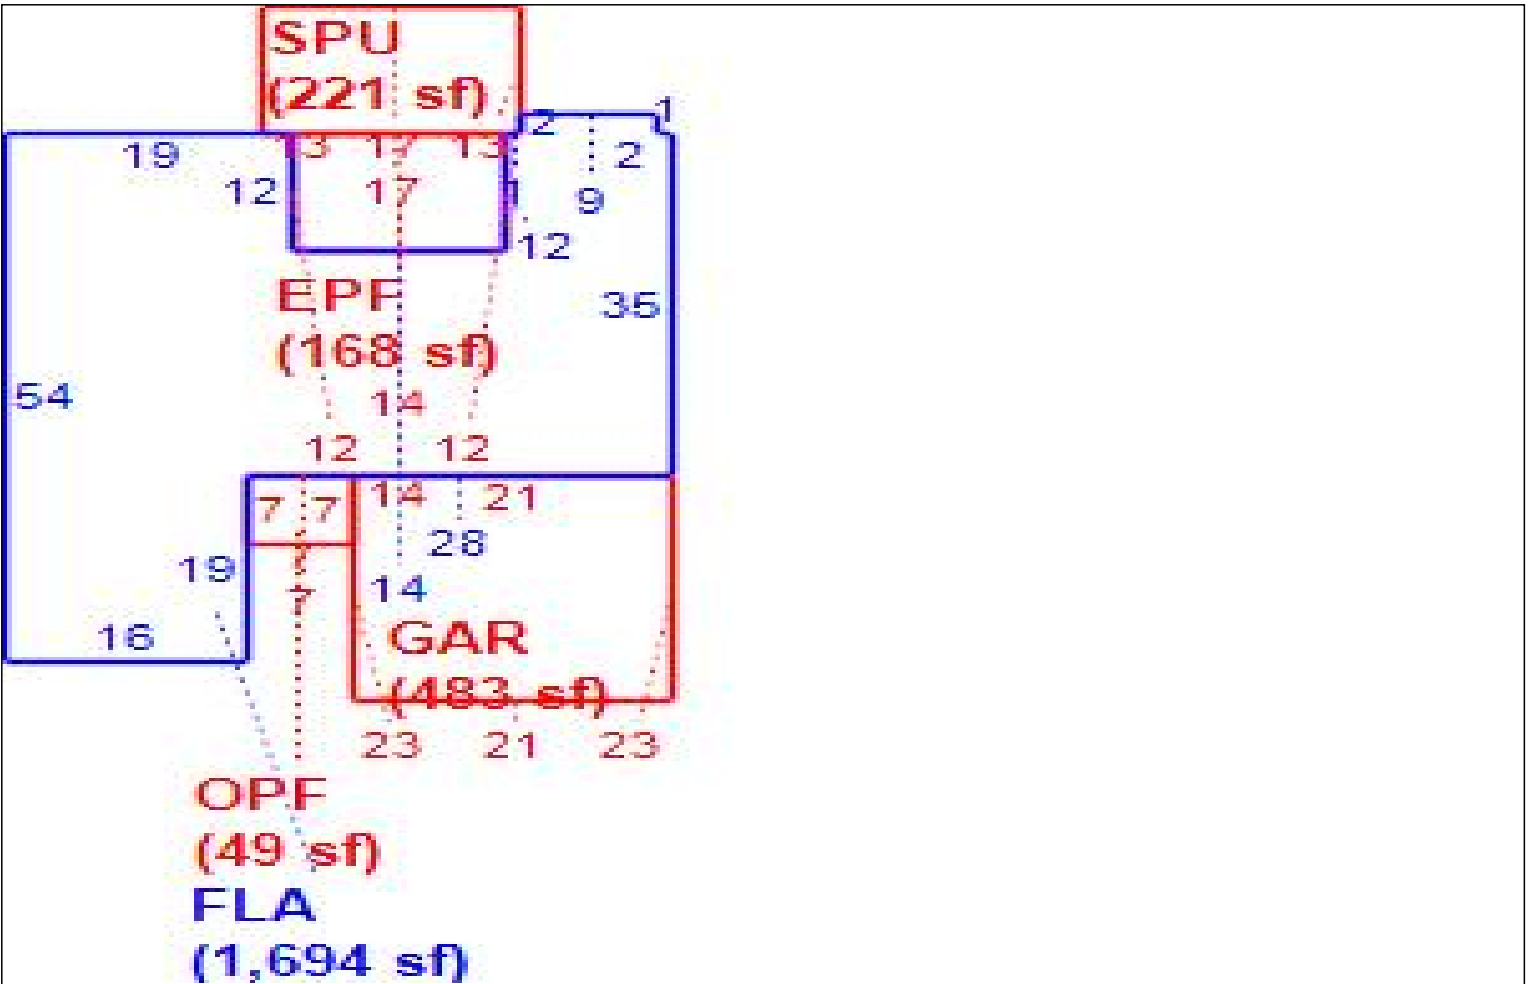 SPU
(221 sf)
2 1
19 13 17 13 2
12 17 1 9
12
EPF 35
(168 sf)
54 14
12 12
7 7 14 21
28
19 14
16 GAR
(483 sf)
23 21 23
OPF
(49 sf)
FLA
(1,694 sf)